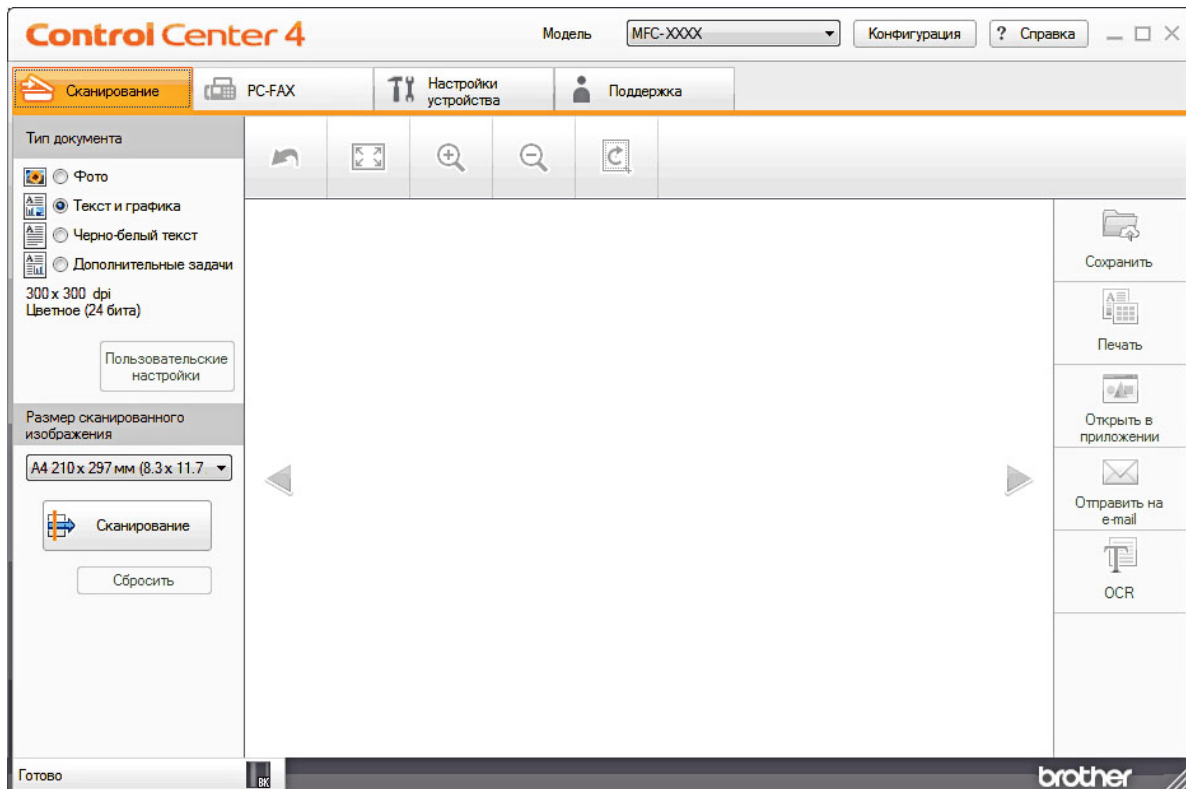 Control Center 4
Модель
MFC-XXXX
Конфигурация
? Справка
Сканирование
PC-FAX
Настройки
устройства
Поддержка
Тип документа
Фото
Текст и графика
Черно-белый текст
Дополнительные задачи
300 x 300 dpi
Цветное (24 бита)
Пользовательские
настройки
Размер сканированного
изображения
A4 210 x 297 мм (8.3 x 11.7
Сканирование
Сбросить
Сохранить
Печать
Открыть в
приложении
Отправить на
e-mail
OCR
Готово
BK
brother